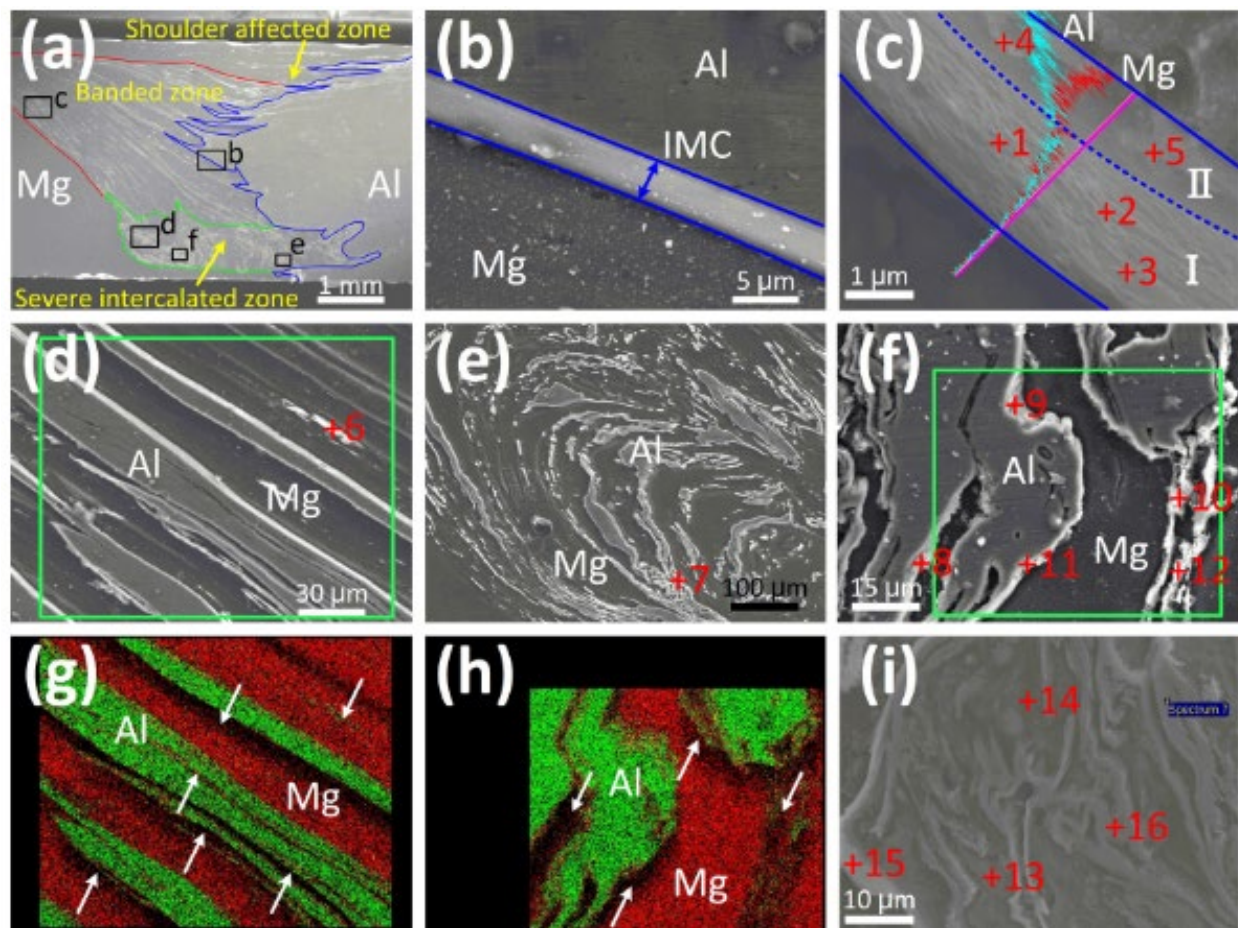 (a)
Shoulder affected zone
Banded zone
c
b
Mg
Al
d
f
e
Severe intercalated zone
1 mm
(b)
Al
IMC
Mg
5 µm
(c)
Al
+4
Mg
+1
+5
II
+2
+3
I
1 µm
(d)
+6
Al
Mg
30 µm
(e)
Al
Mg
+7
100 µm
(f)
+9
Al
+10
Mg
+8
+11
+12
15 µm
(g)
Al
Mg
(h)
Al
Mg
(i)
+14
Spectrum 7
+16
+15
+13
10 µm